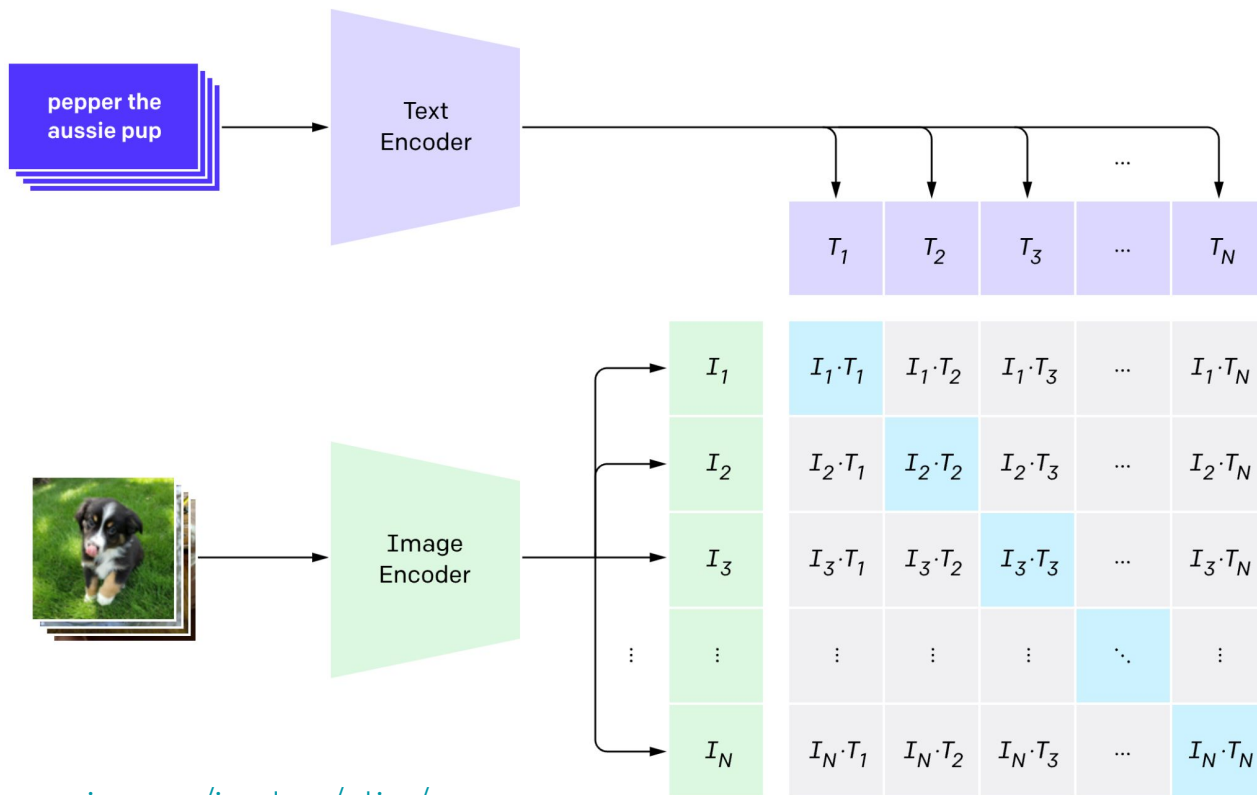 pepper the
aussie pup
Text
Encoder
...
T1 T2 T3 ... TN
I1 I1·T1 I1·T2 I1·T3 ... I1·TN
I2 I2·T1 I2·T2 I2·T3 ... I2·TN
Image
Encoder
I3 I3·T1 I3·T2 I3·T3 ... I3·TN
⋮ ⋮ ⋮ ⋮ ⋮ ⋱ ⋮
IN IN·T1 IN·T2 IN·T3 ... IN·TN